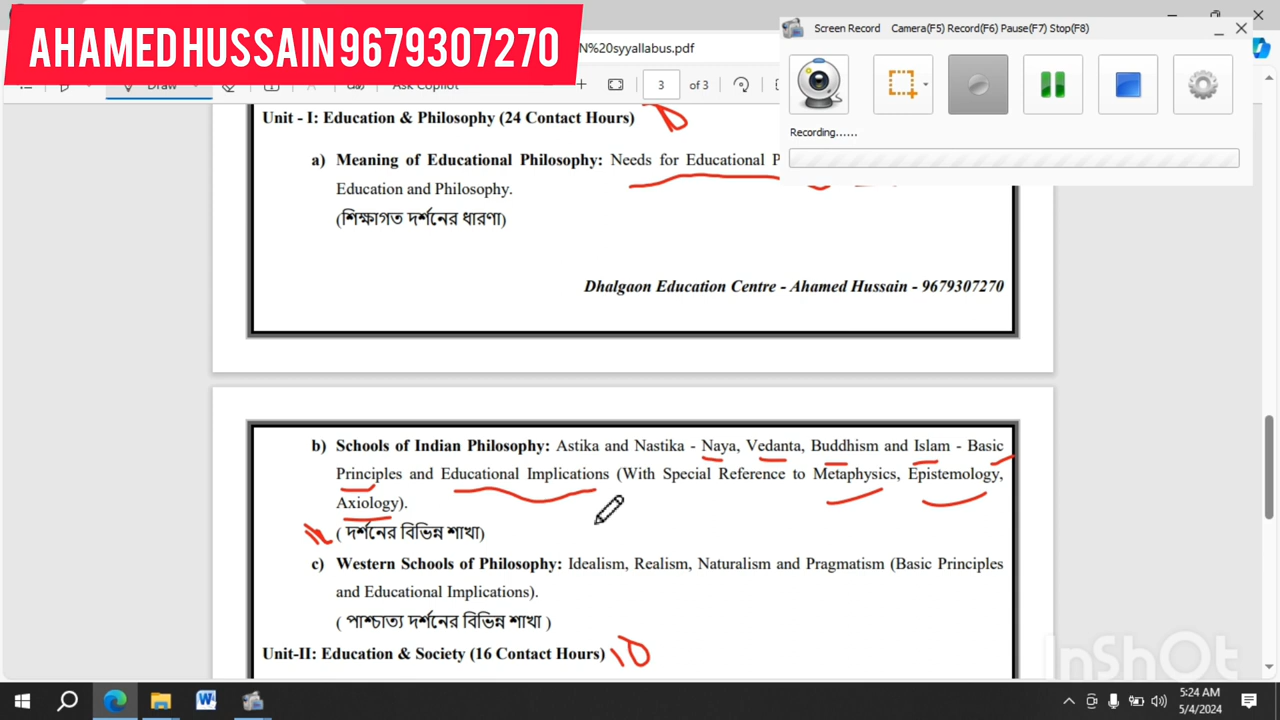 AHAMED HUSSAIN 9679307270
N%20syyallabus.pdf
Screen Record Camera(F5) Record(F6) Pause(F7) Stop(F8)
Draw
Ask Copilot
3 of 3
Recording......
Unit - I: Education & Philosophy (24 Contact Hours)
a) Meaning of Educational Philosophy: Needs for Educational P
Education and Philosophy.
(শিক্ষাগত দর্শনের ধারণা)
Dhalgaon Education Centre - Ahamed Hussain - 9679307270
b) Schools of Indian Philosophy: Astika and Nastika - Naya, Vedanta, Buddhism and Islam - Basic
Principles and Educational Implications (With Special Reference to Metaphysics, Epistemology,
Axiology).
( দর্শনের বিভিন্ন শাখা)
c) Western Schools of Philosophy: Idealism, Realism, Naturalism and Pragmatism (Basic Principles
and Educational Implications).
( পাশ্চাত্য দর্শনের বিভিন্ন শাখা )
Unit-II: Education & Society (16 Contact Hours) 10
InShOt
5:24 AM
5/4/2024